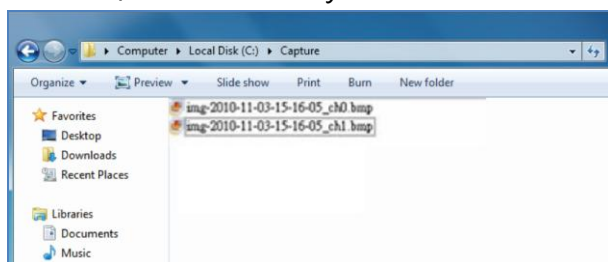 Computer ▸ Local Disk (C:) ▸ Capture
Organize Preview Slide show Print Burn New folder
Favorites
Desktop
Downloads
Recent Places
Libraries
Documents
Music
img-2010-11-03-15-16-05_ch0.bmp
img-2010-11-03-15-16-05_ch1.bmp